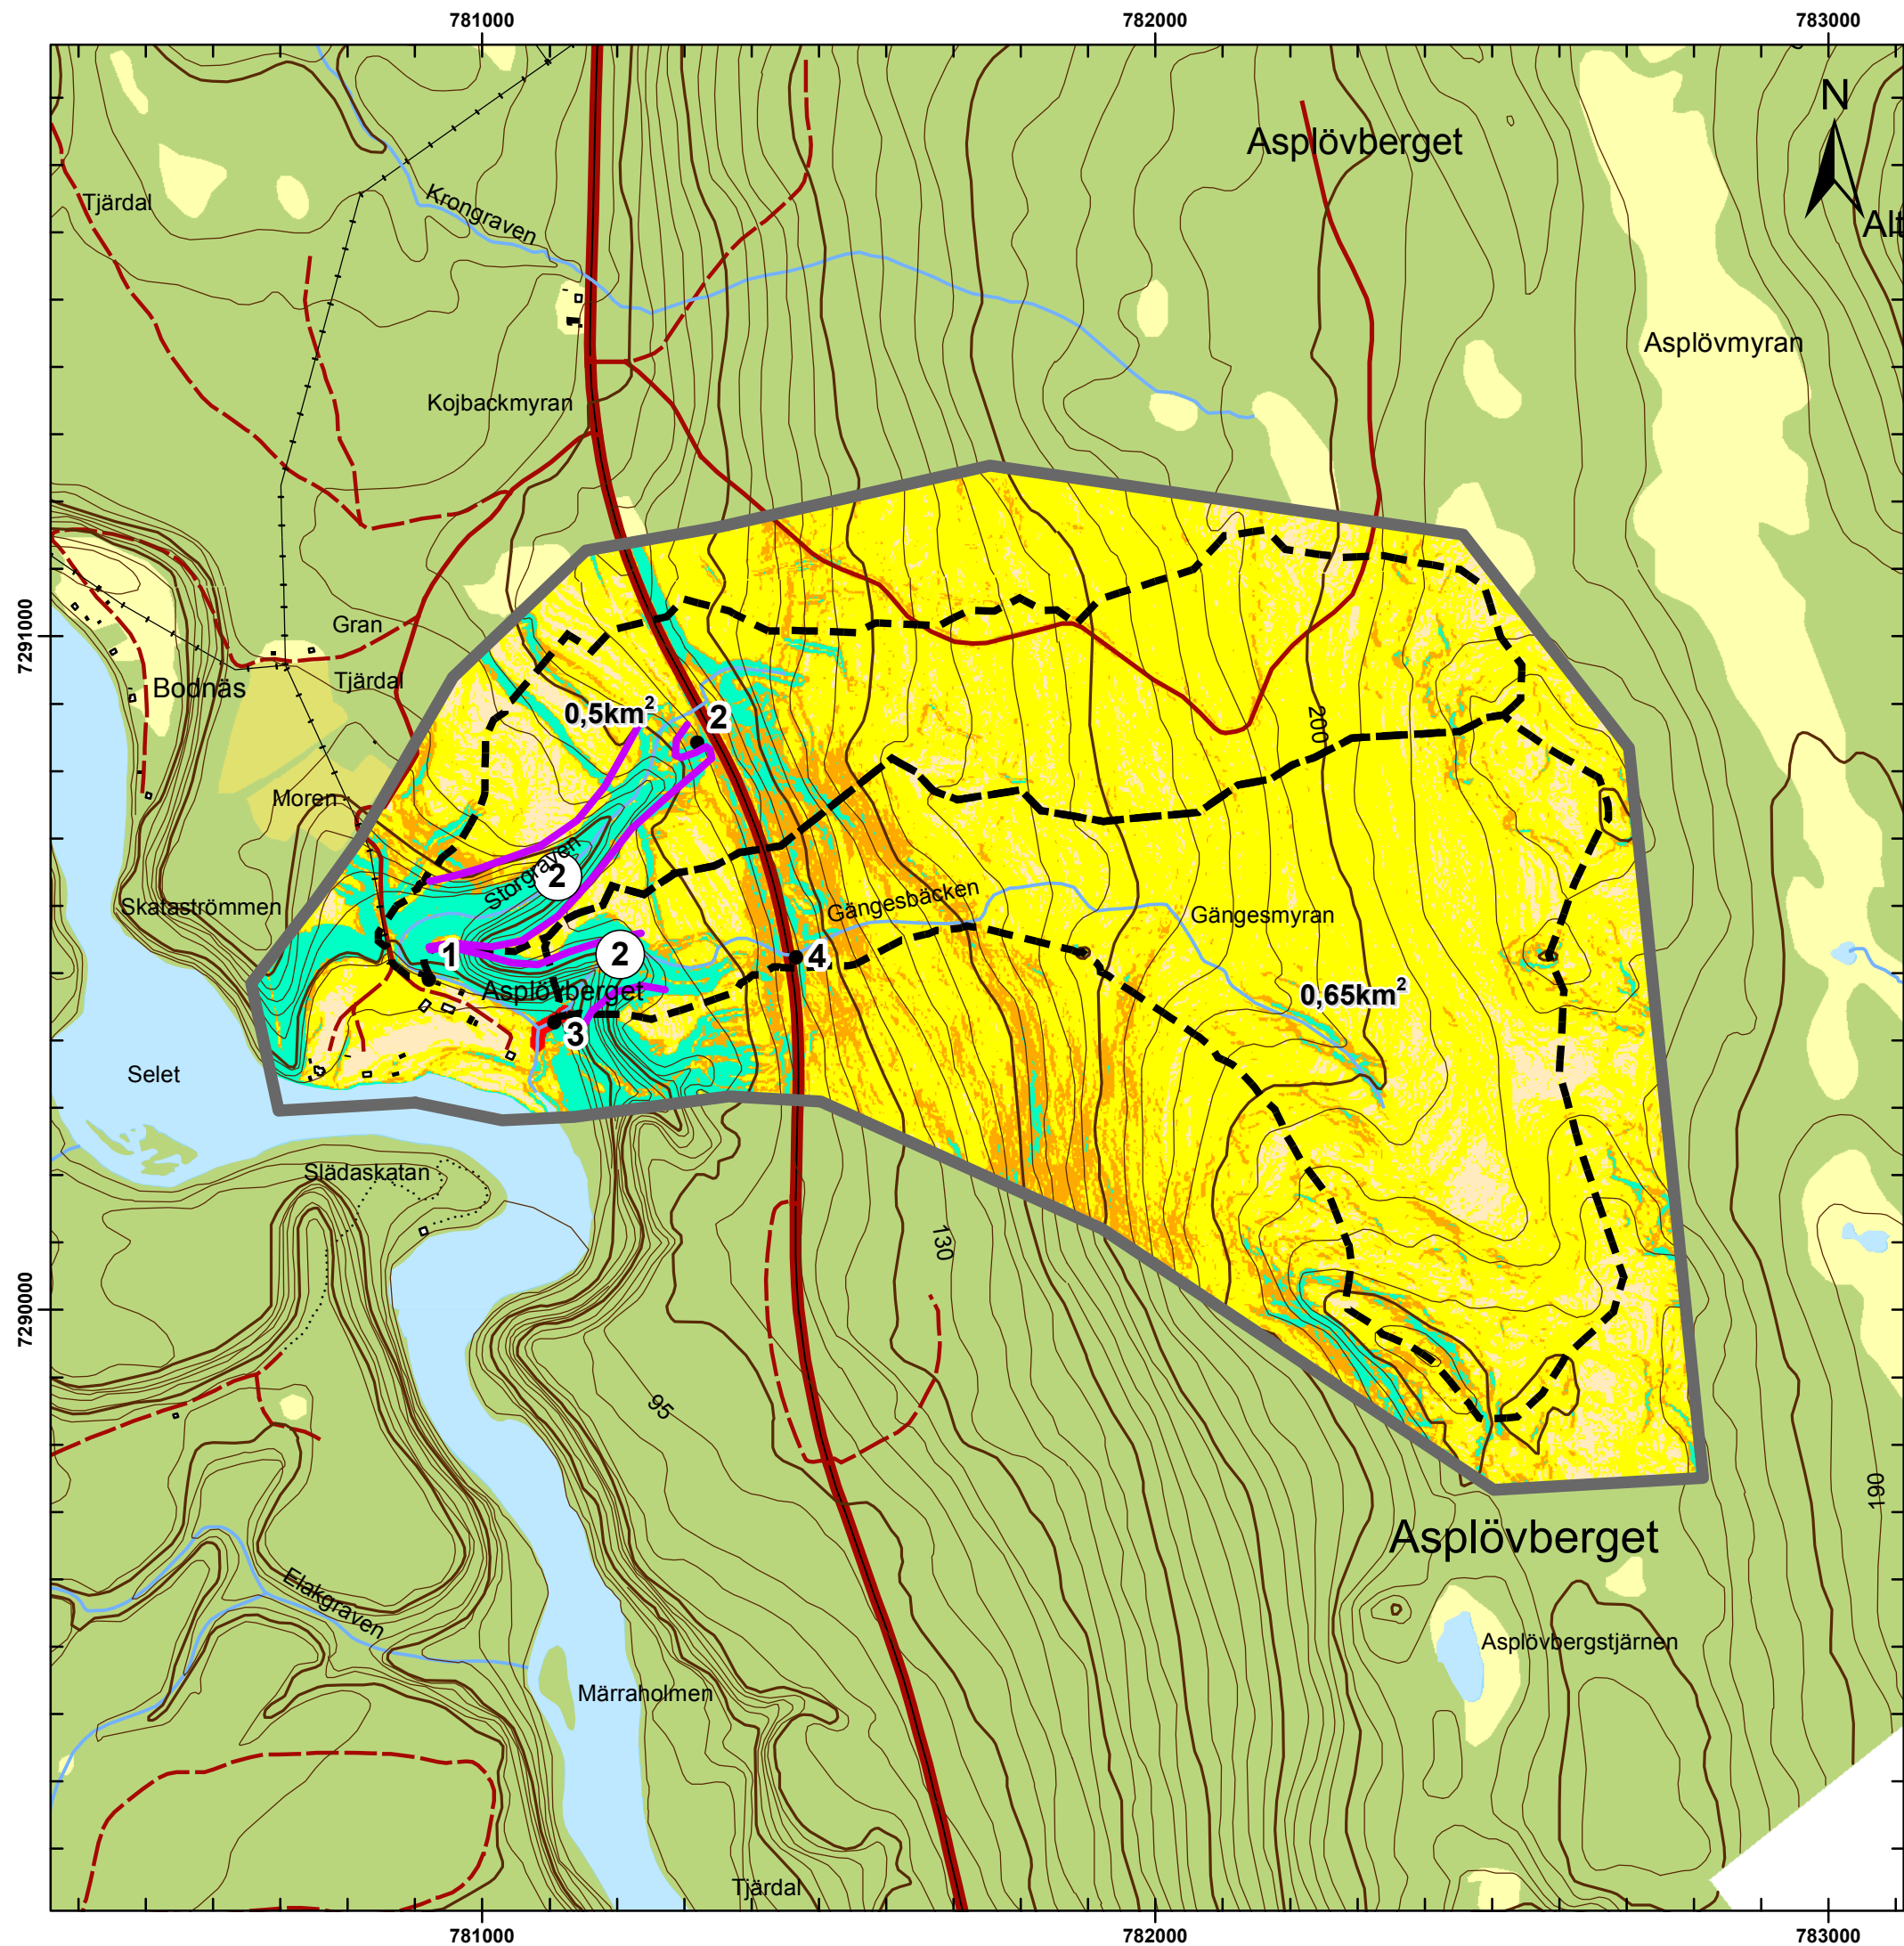 781000
782000
783000
N
Asplövberget
Tjärdal
Krongraven
Alt
Asplövmyran
Kojbackmyran
7291000
Gran
Tjärdal
Bodnäs
0,5km²
2
200
Moren
Storgraven
2
Skataströmmen
Gängesbäcken
Gängesmyran
1
2
4
Asplövberget
0,65km²
3
Selet
Slädaskatan
130
7290000
95
190
Asplövberget
Elakgraven
Asplövbergstjärnen
Märraholmen
Tjärdal
781000
782000
783000